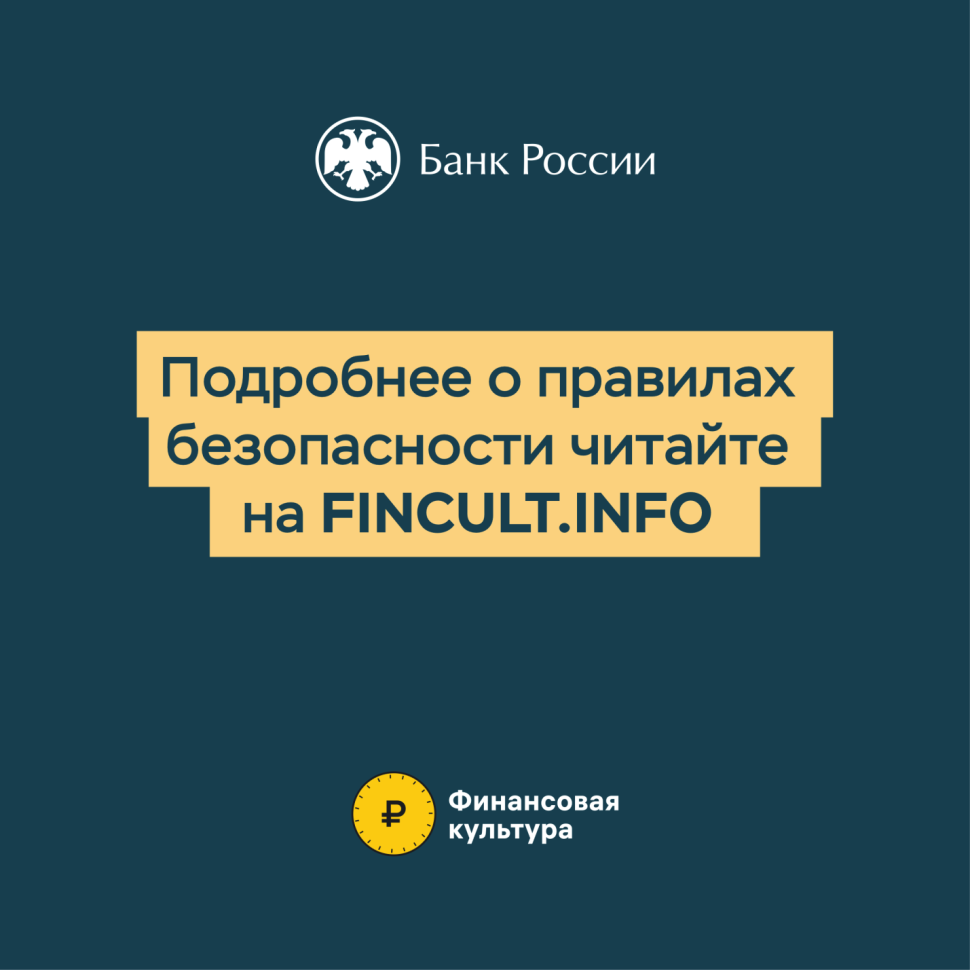 Банк России
Подробнее о правилах
безопасности читайте
на FINCULT.INFO
₽
Финансовая
культура